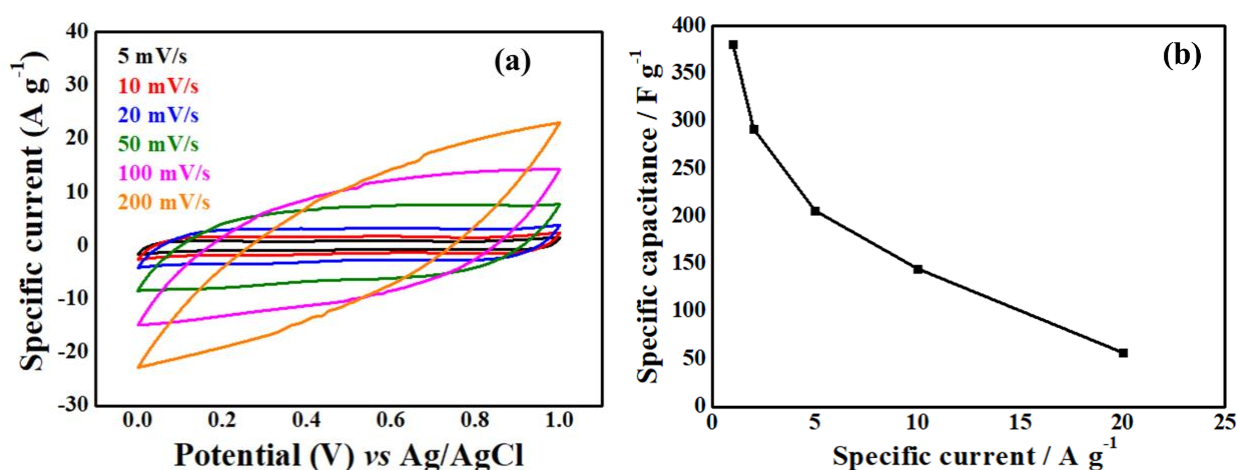 (a)
5 mV/s
10 mV/s
20 mV/s
50 mV/s
100 mV/s
200 mV/s
Specific current (A g⁻¹)
40
30
20
10
0
-10
-20
-30
0.0 0.2 0.4 0.6 0.8 1.0
Potential (V) vs Ag/AgCl
(b)
Specific capacitance / F g⁻¹
400
350
300
250
200
150
100
50
0
0 5 10 15 20 25
Specific current / A g⁻¹